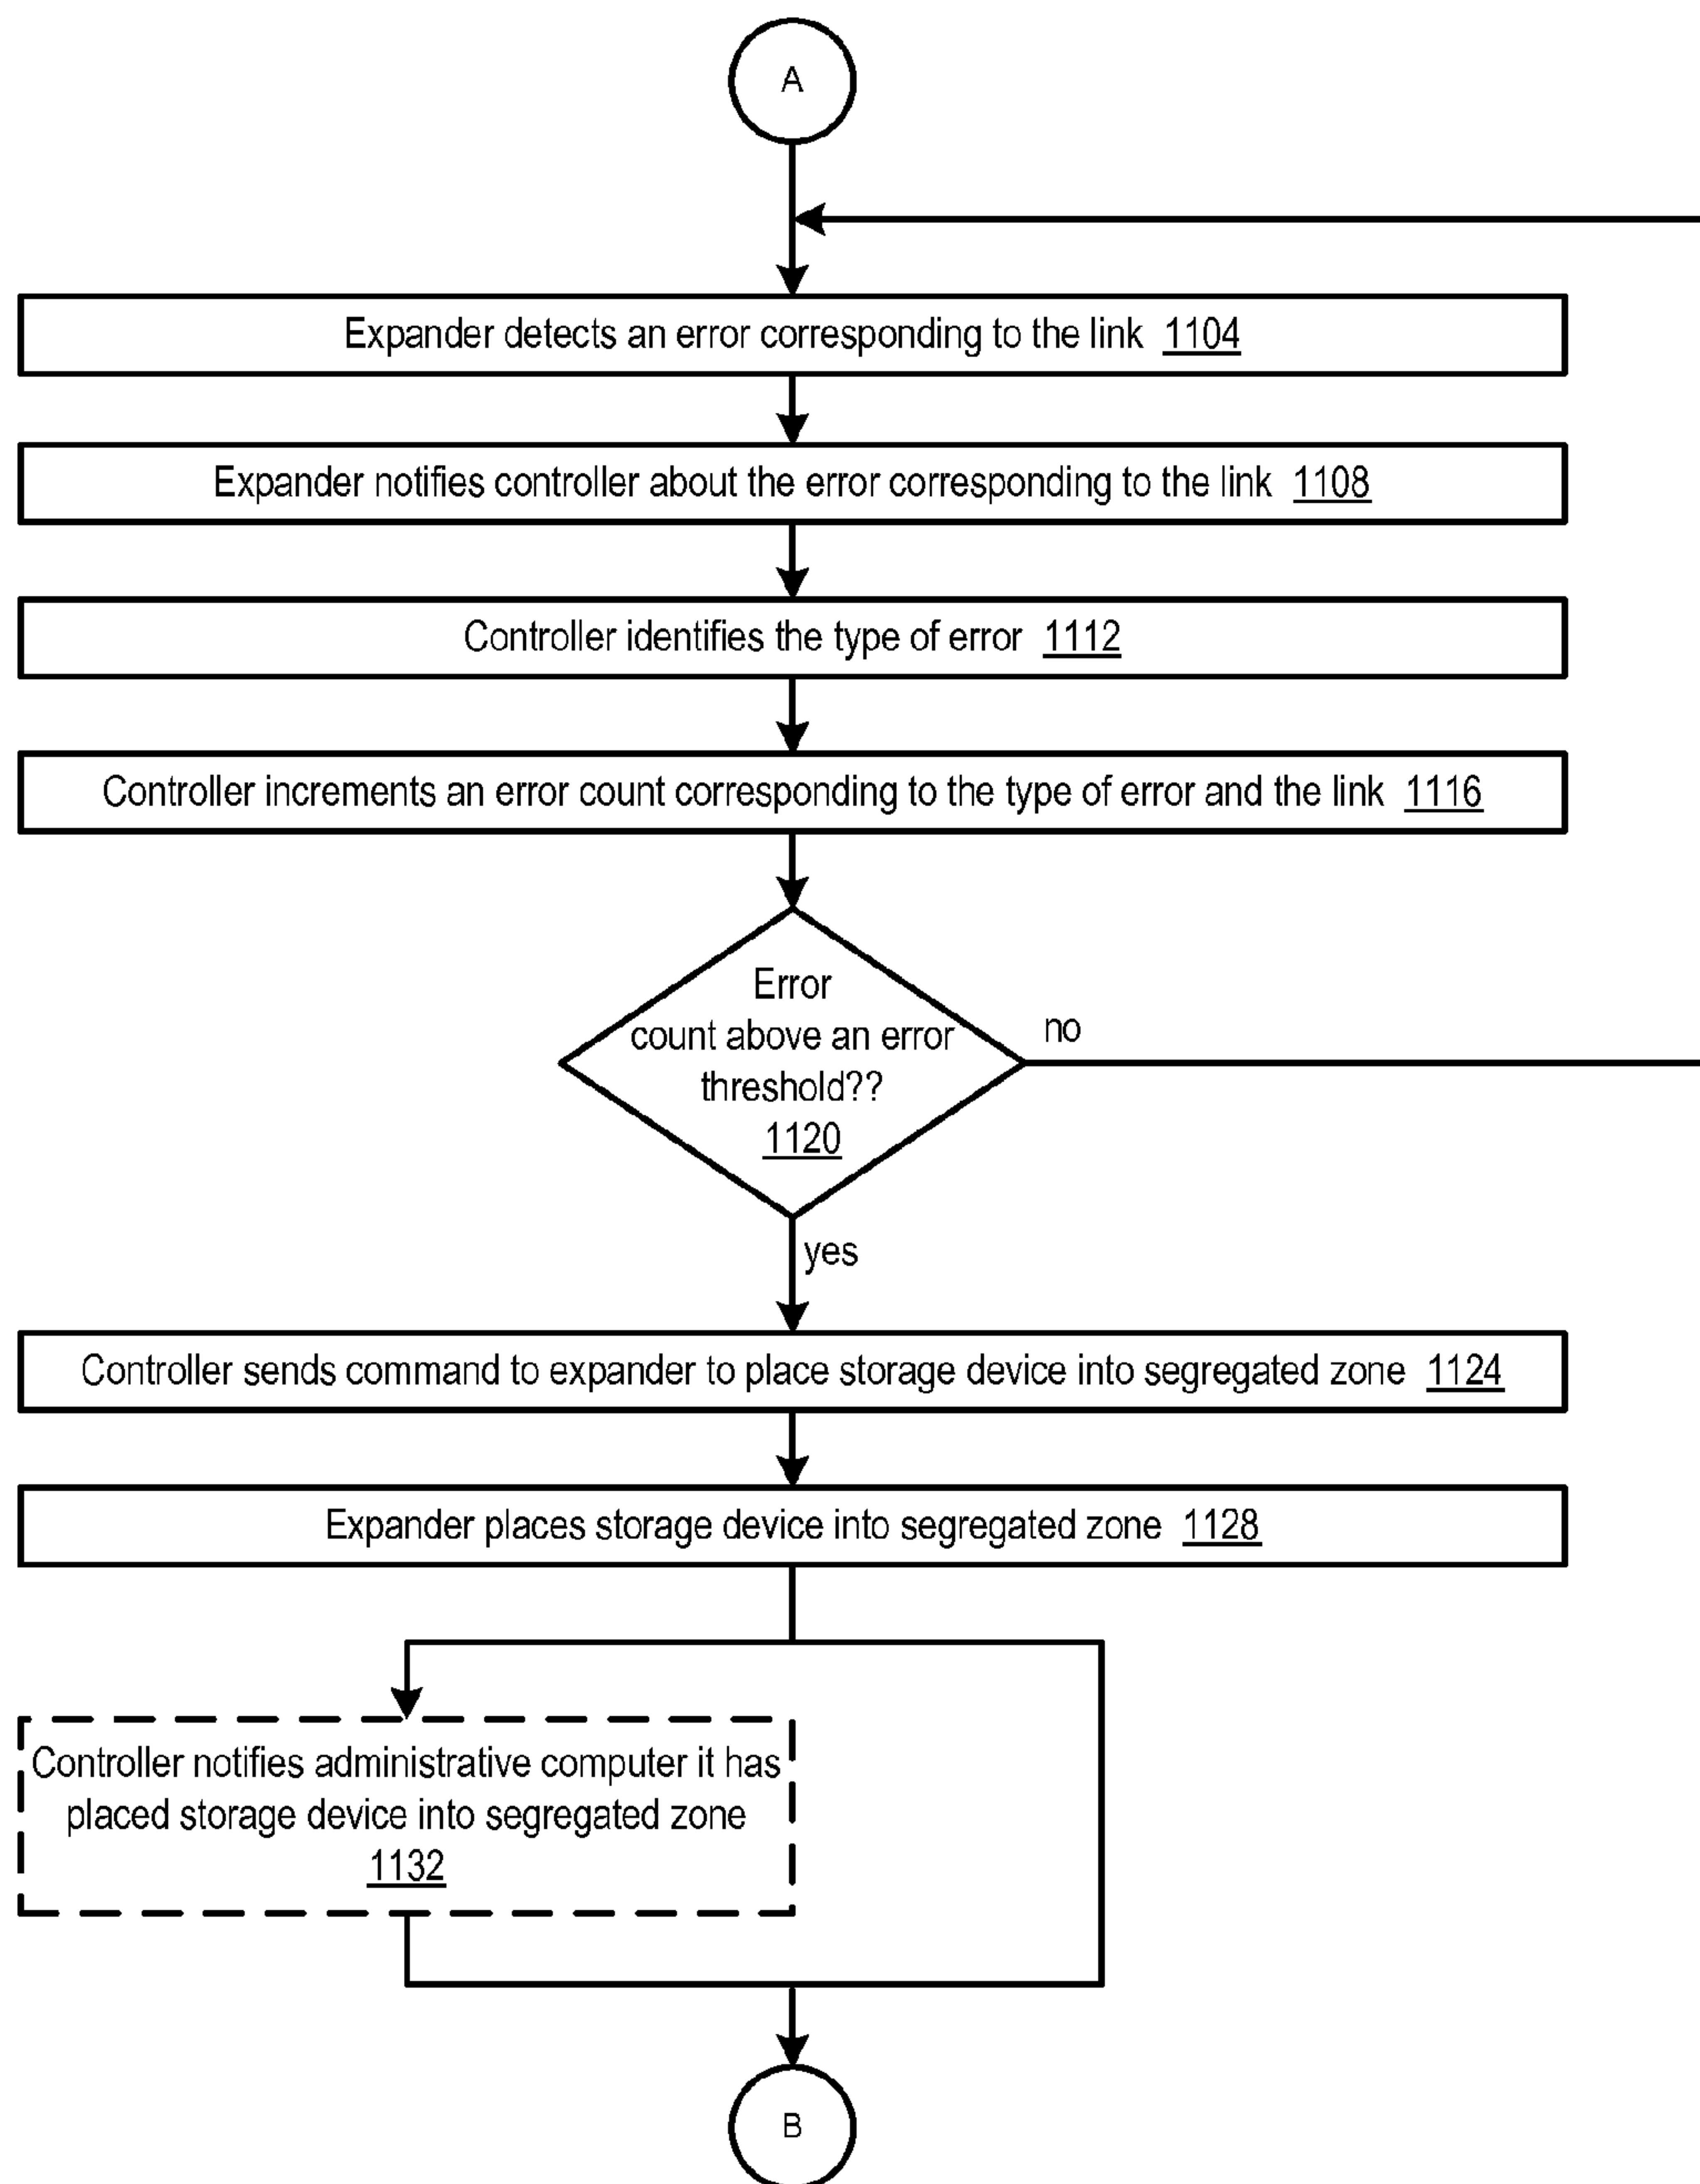 A
Expander detects an error corresponding to the link 1104
Expander notifies controller about the error corresponding to the link 1108
Controller identifies the type of error 1112
Controller increments an error count corresponding to the type of error and the link 1116
Error
count above an error
threshold??
1120
no
yes
Controller sends command to expander to place storage device into segregated zone 1124
Expander places storage device into segregated zone 1128
Controller notifies administrative computer it has
placed storage device into segregated zone
1132
B